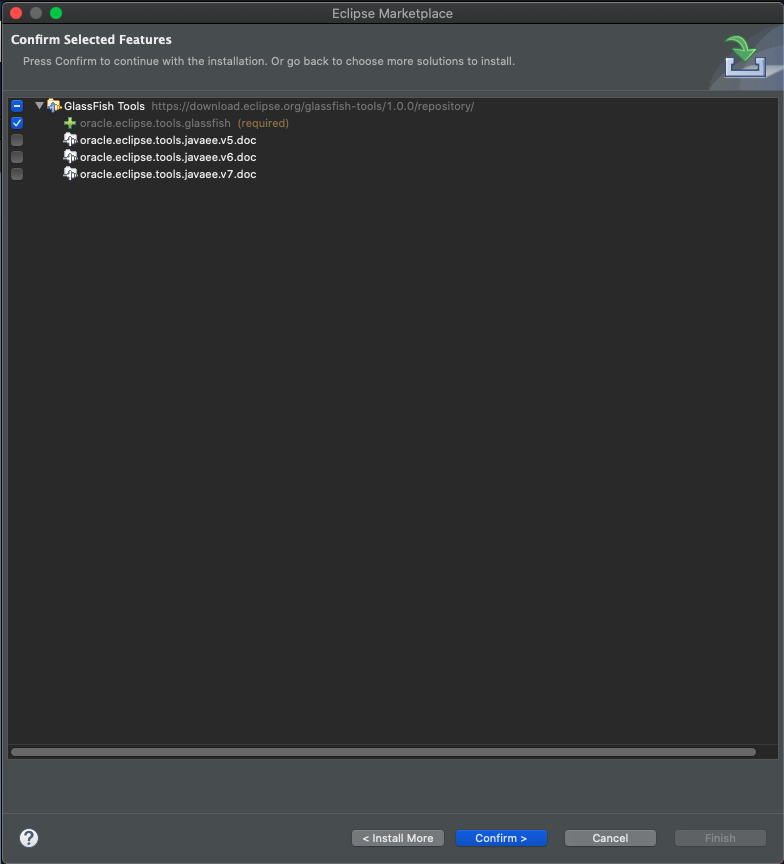 Eclipse Marketplace
Confirm Selected Features
Press Confirm to continue with the installation. Or go back to choose more solutions to install.
GlassFish Tools https://download.eclipse.org/glassfish-tools/1.0.0/repository/
oracle.eclipse.tools.glassfish (required)
oracle.eclipse.tools.javaee.v5.doc
oracle.eclipse.tools.javaee.v6.doc
oracle.eclipse.tools.javaee.v7.doc
? < Install More Confirm > Cancel Finish